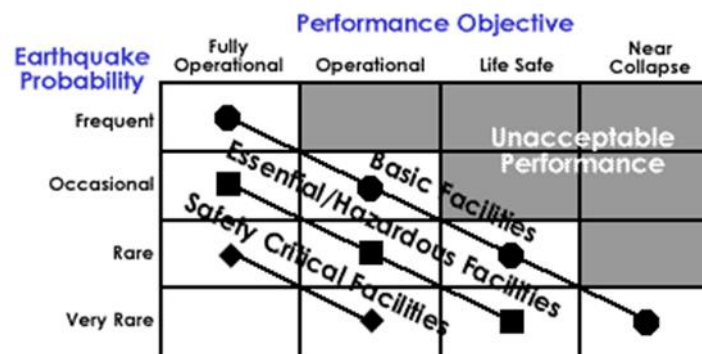 Performance Objective
Earthquake
Probability
Fully
Operational
Operational
Life Safe
Near
Collapse
Frequent
Unacceptable
Performance
Basic Facilities
Occasional
Essential/Hazardous Facilities
Safety Critical Facilities
Rare
Very Rare